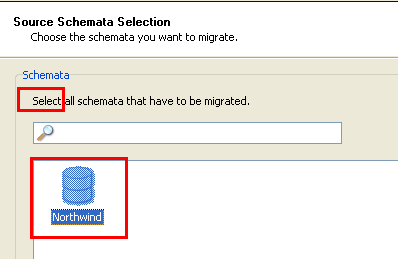 Source Schemata Selection
Choose the schemata you want to migrate.
Schemata
Select all schemata that have to be migrated.
Northwind